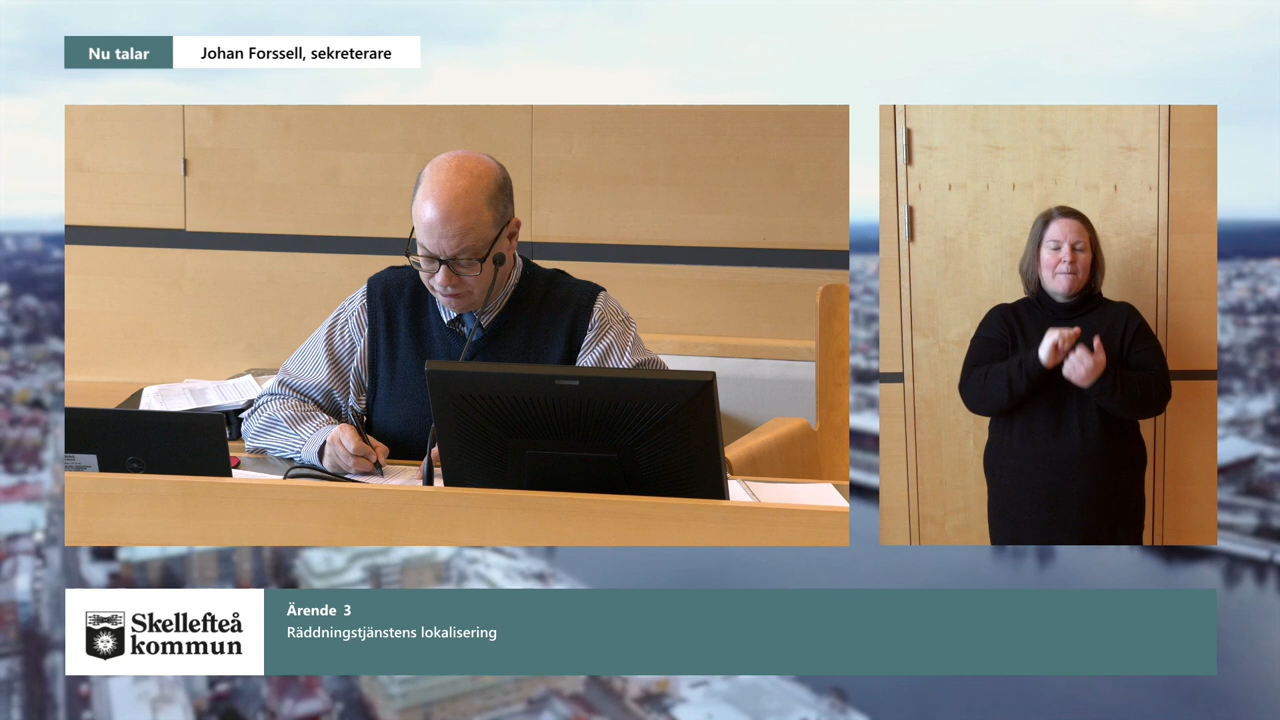 Nu talar
Johan Forssell, sekreterare
Skellefteå
kommun
Ärende 3
Räddningstjänstens lokalisering